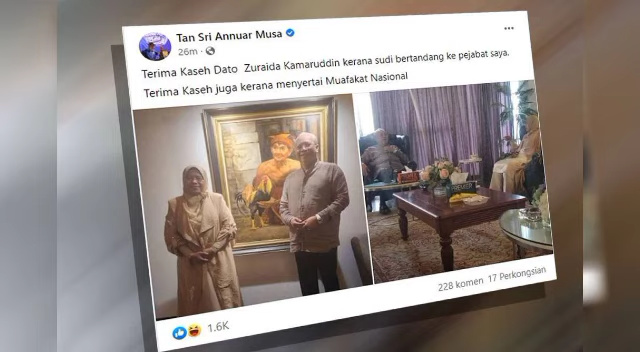 Tan Sri Annuar Musa
26m
Terima Kaseh Dato Zuraida Kamaruddin kerana sudi bertandang ke pejabat saya.
Terima Kaseh juga kerana menyertai Muafakat Nasional
1.6K
228 komen 17 Perkongsian